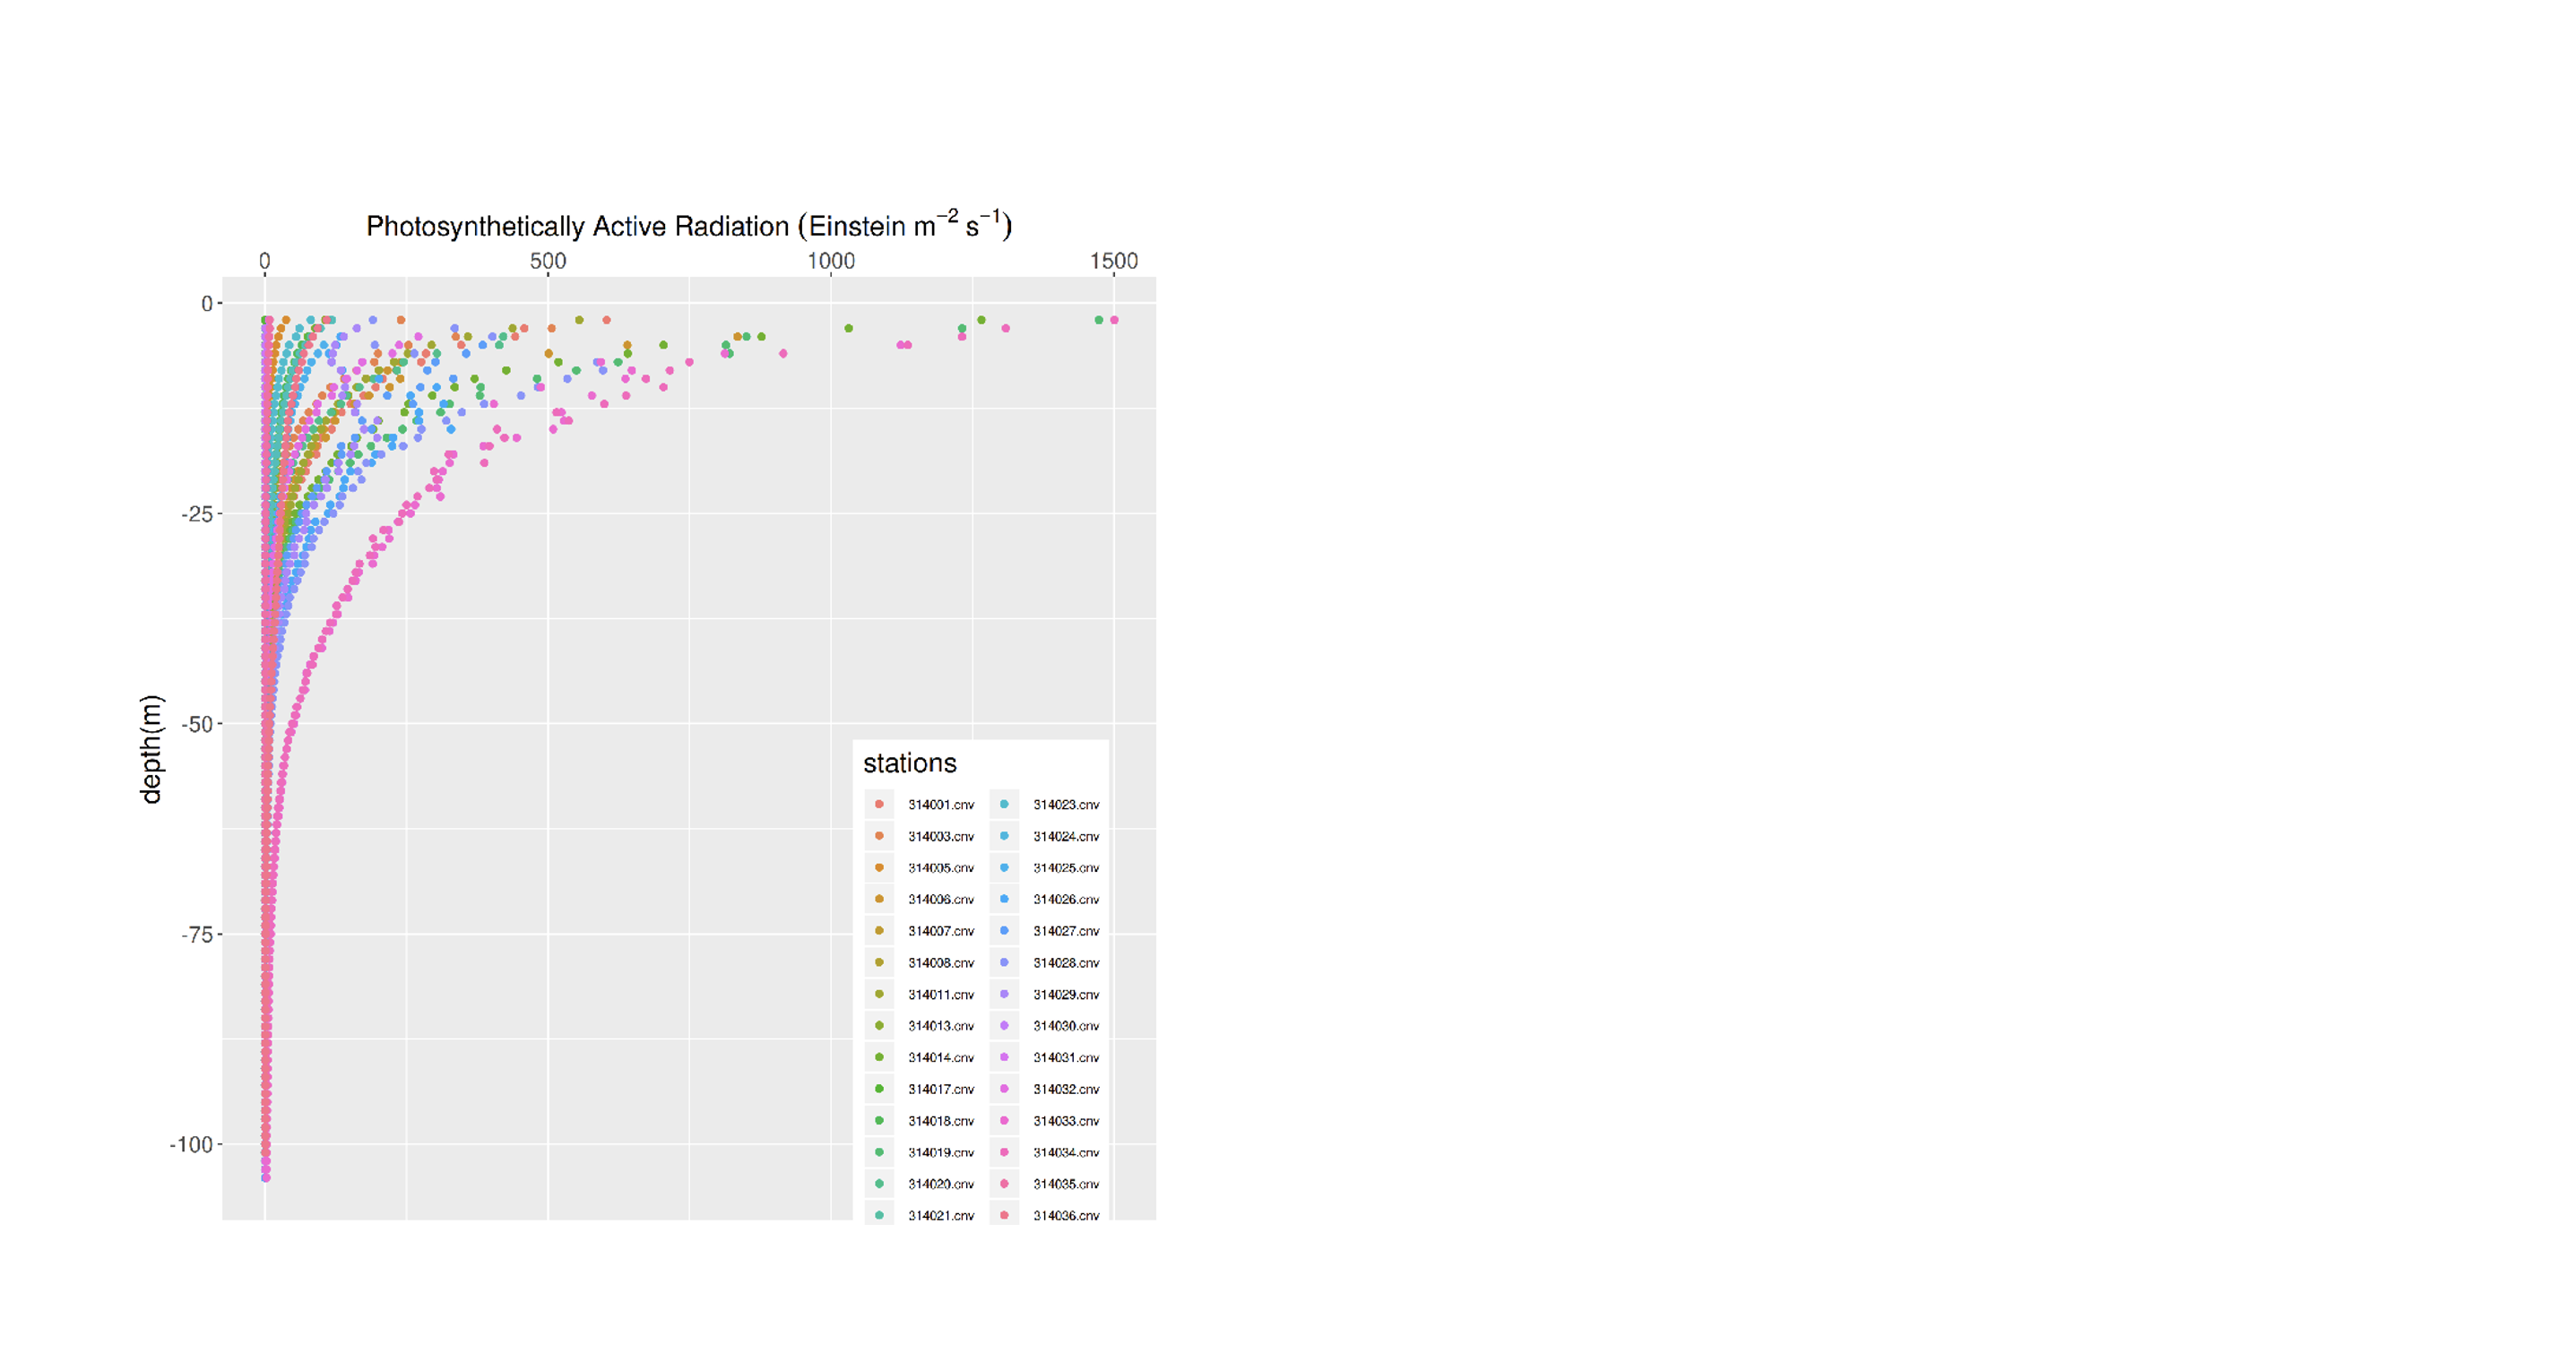 Photosynthetically Active Radiation (Einstein m−2 s−1)
0 500 1000 1500
0
-25
-50
-75
-100
depth(m)
stations
314001.cnv 314023.cnv
314003.cnv 314024.cnv
314005.cnv 314025.cnv
314006.cnv 314026.cnv
314007.cnv 314027.cnv
314008.cnv 314028.cnv
314011.cnv 314029.cnv
314013.cnv 314030.cnv
314014.cnv 314031.cnv
314017.cnv 314032.cnv
314018.cnv 314033.cnv
314019.cnv 314034.cnv
314020.cnv 314035.cnv
314021.cnv 314036.cnv